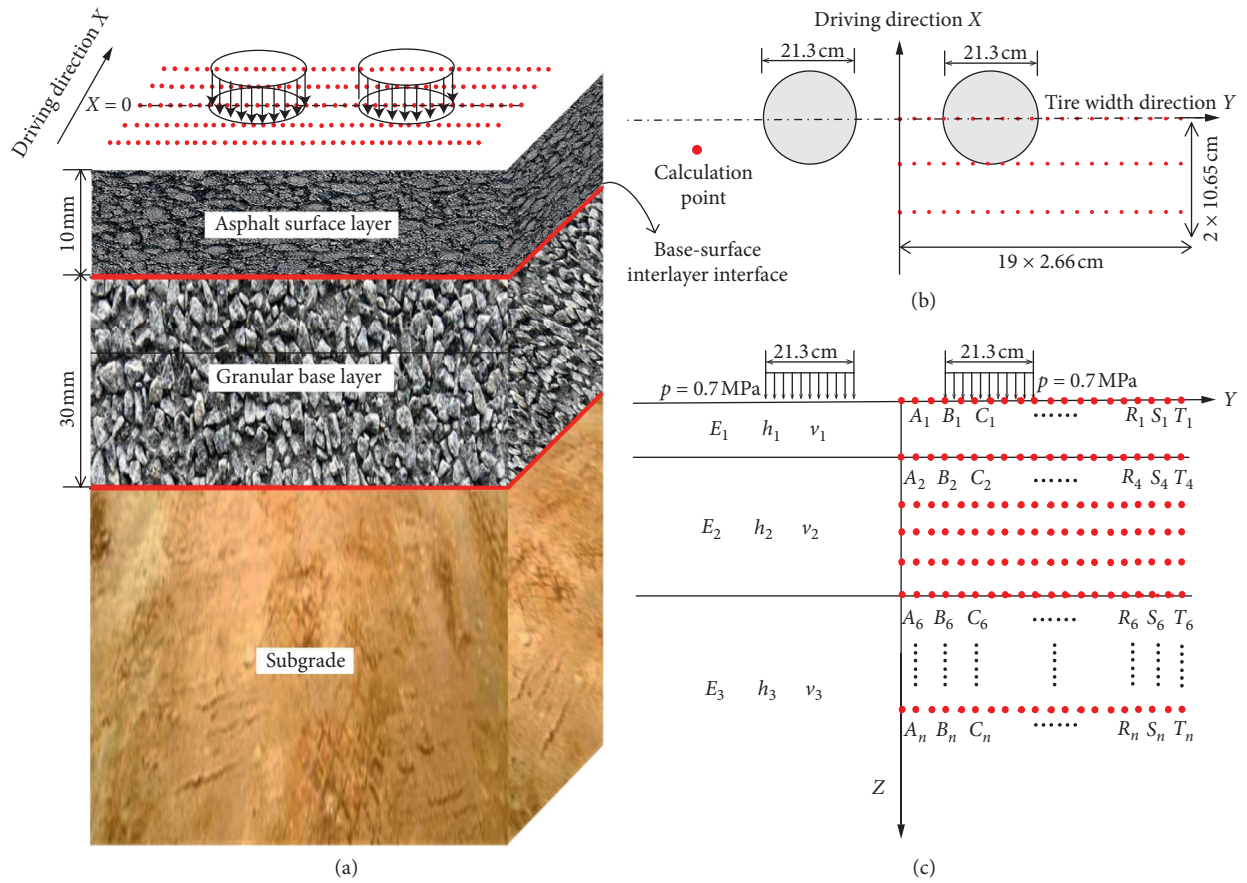 Driving direction X
X = 0
10 mm
Asphalt surface layer
Base-surface
interlayer interface
30 mm
Granular base layer
Subgrade
(a)
Driving direction X
21.3 cm
21.3 cm
Tire width direction Y
Calculation
point
2 × 10.65 cm
19 × 2.66 cm
(b)
21.3 cm
21.3 cm
p = 0.7 MPa
p = 0.7 MPa
Y
A₁ B₁ C₁ ...... R₁ S₁ T₁
E₁ h₁ v₁
A₂ B₂ C₂ ...... R₄ S₄ T₄
E₂ h₂ v₂
A₆ B₆ C₆ ...... R₆ S₆ T₆
E₃ h₃ v₃
Aₙ Bₙ Cₙ ...... Rₙ Sₙ Tₙ
Z
(c)